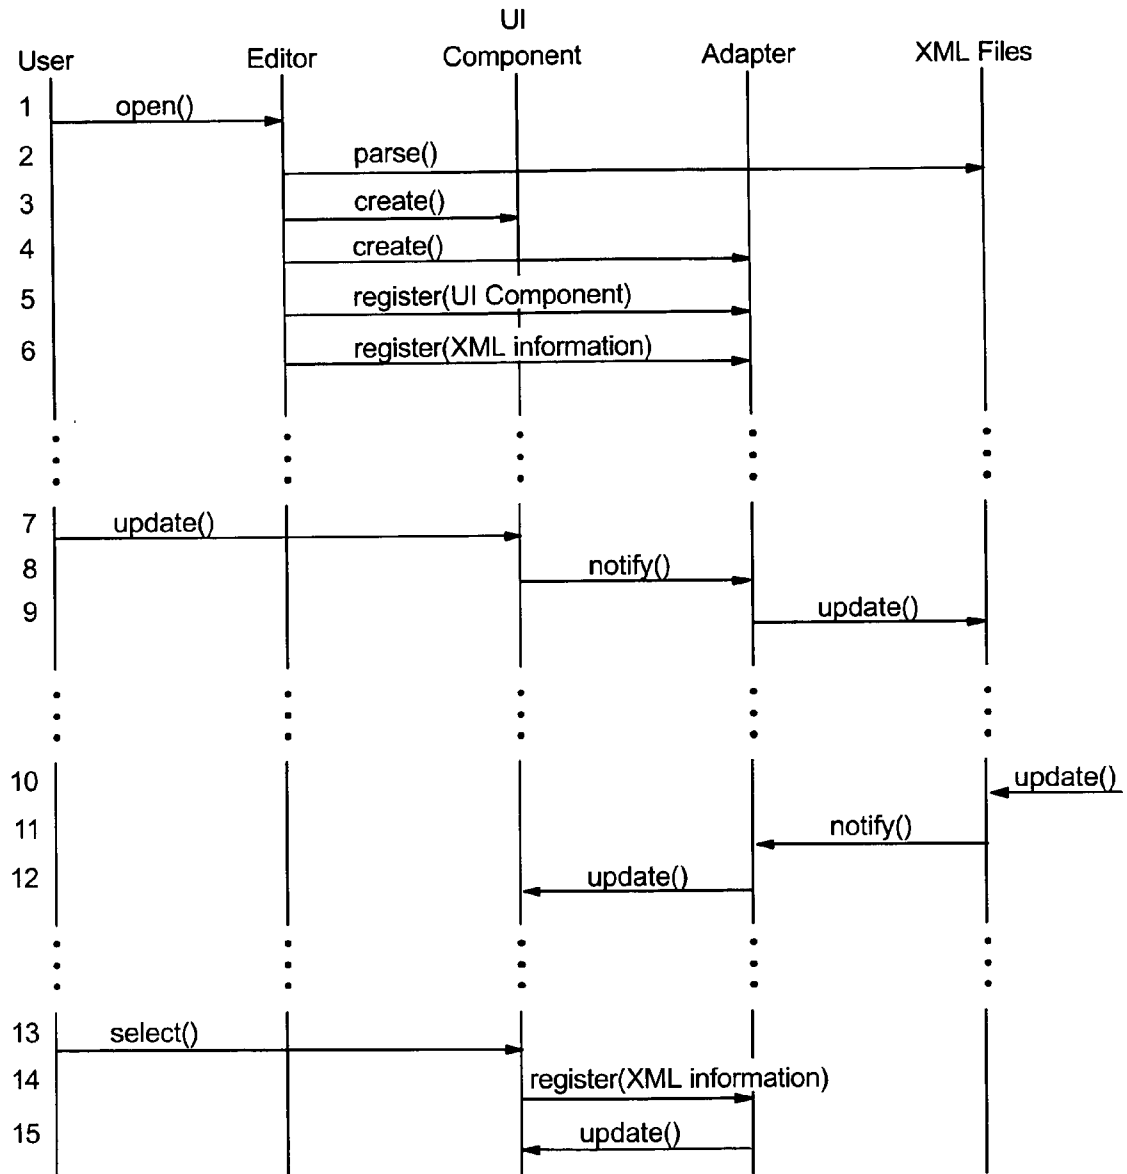 UI
User Editor Component Adapter XML Files
1 open()
2 parse()
3 create()
4 create()
5 register(UI Component)
6 register(XML information)
7 update()
8 notify()
9 update()
10 update()
11 notify()
12 update()
13 select()
14 register(XML information)
15 update()